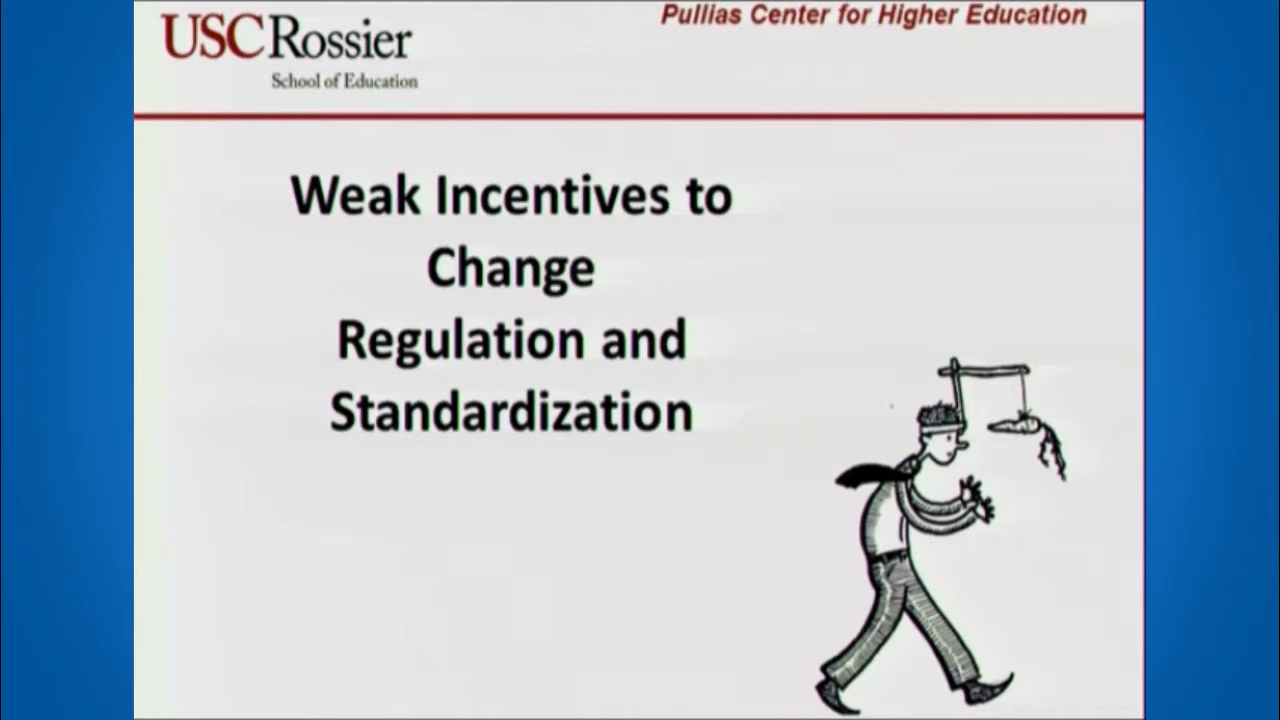 USC Rossier
School of Education
Pullias Center for Higher Education
Weak Incentives to
Change
Regulation and
Standardization